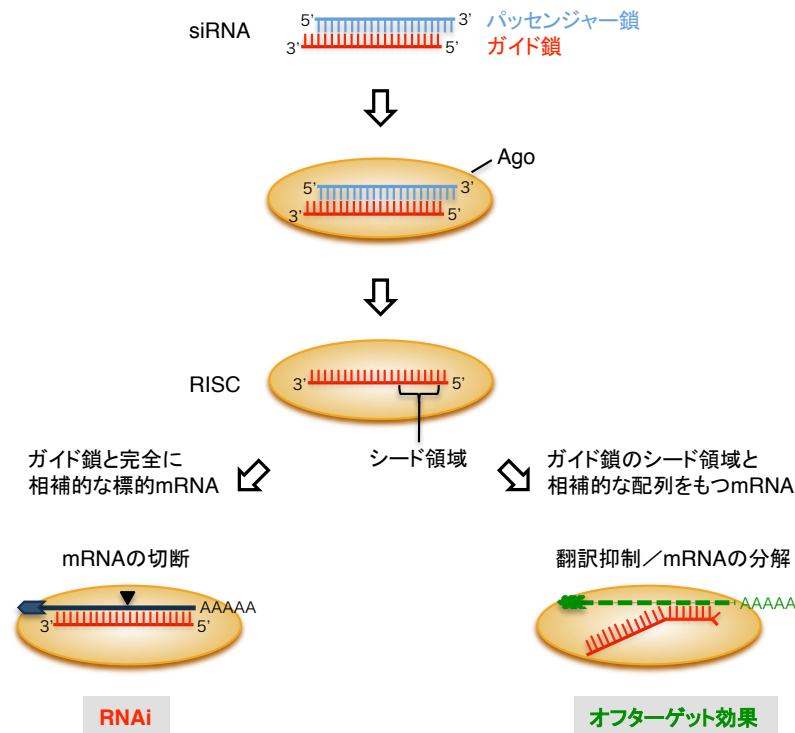 siRNA
5’ 3’ パッセンジャー鎖
3’ 5’ ガイド鎖
Ago
5’ 3’
3’ 5’
RISC
3’ 5’
シード領域
ガイド鎖と完全に
相補的な標的mRNA
ガイド鎖のシード領域と
相補的な配列をもつmRNA
mRNAの切断
AAAAA
3’ 5’
RNAi
翻訳抑制／mRNAの分解
AAAAA
オフターゲット効果